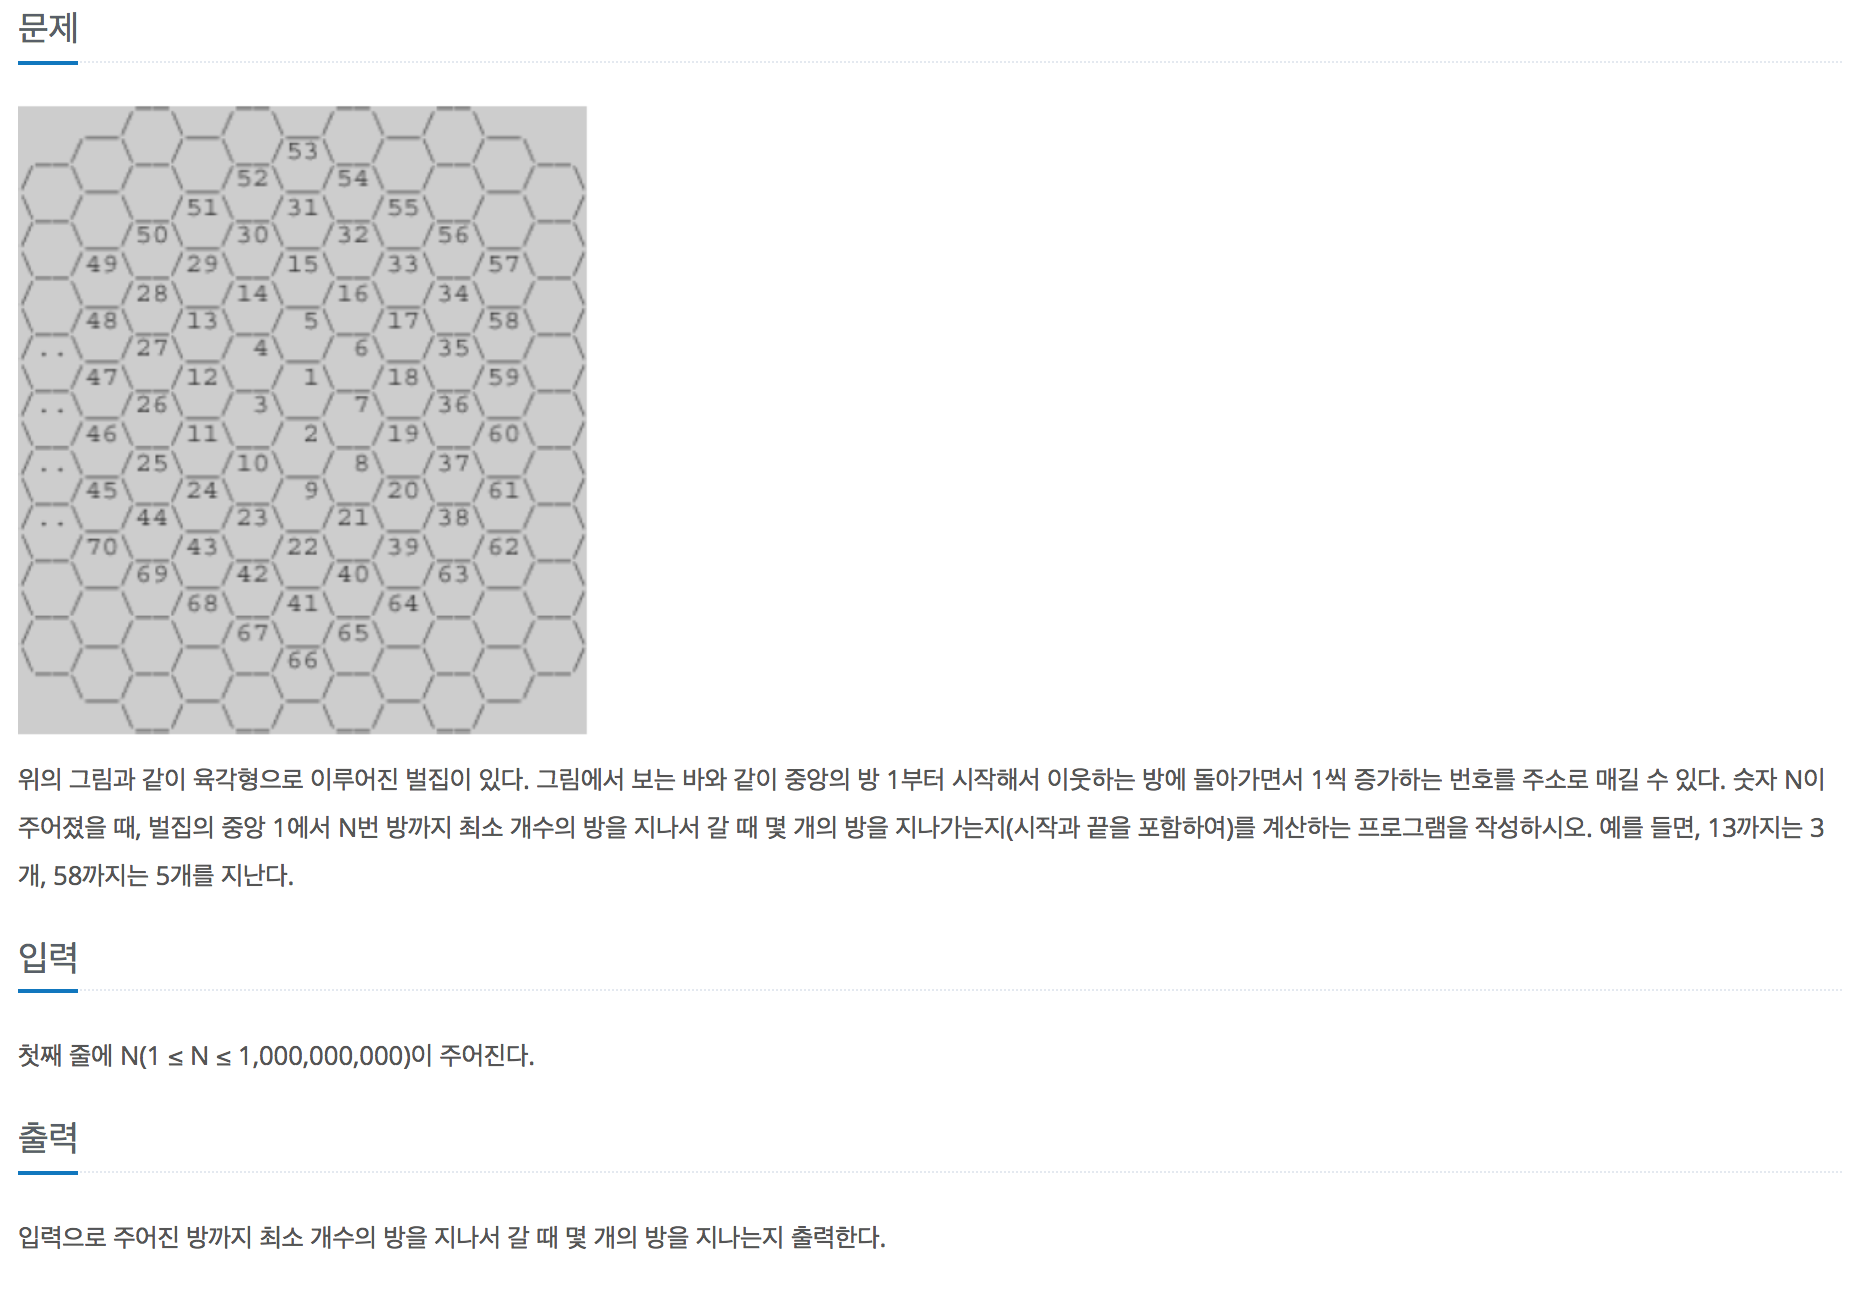 문제
53
52 54
51 31 55
50 30 32 56
49 29 15 33 57
28 14 16 34
48 13 5 17 58
.. 27 4 6 35
47 12 1 18 59
.. 26 3 7 36
46 11 2 19 60
.. 25 10 8 37
45 24 9 20 61
.. 44 23 21 38
70 43 22 39 62
69 42 40 63
68 41 64
67 65
66
위의 그림과 같이 육각형으로 이루어진 벌집이 있다. 그림에서 보는 바와 같이 중앙의 방 1부터 시작해서 이웃하는 방에 돌아가면서 1씩 증가하는 번호를 주소로 매길 수 있다. 숫자 N이
주어졌을 때, 벌집의 중앙 1에서 N번 방까지 최소 개수의 방을 지나서 갈 때 몇 개의 방을 지나가는지(시작과 끝을 포함하여)를 계산하는 프로그램을 작성하시오. 예를 들면, 13까지는 3
개, 58까지는 5개를 지난다.
입력
첫째 줄에 N(1 ≤ N ≤ 1,000,000,000)이 주어진다.
출력
입력으로 주어진 방까지 최소 개수의 방을 지나서 갈 때 몇 개의 방을 지나는지 출력한다.